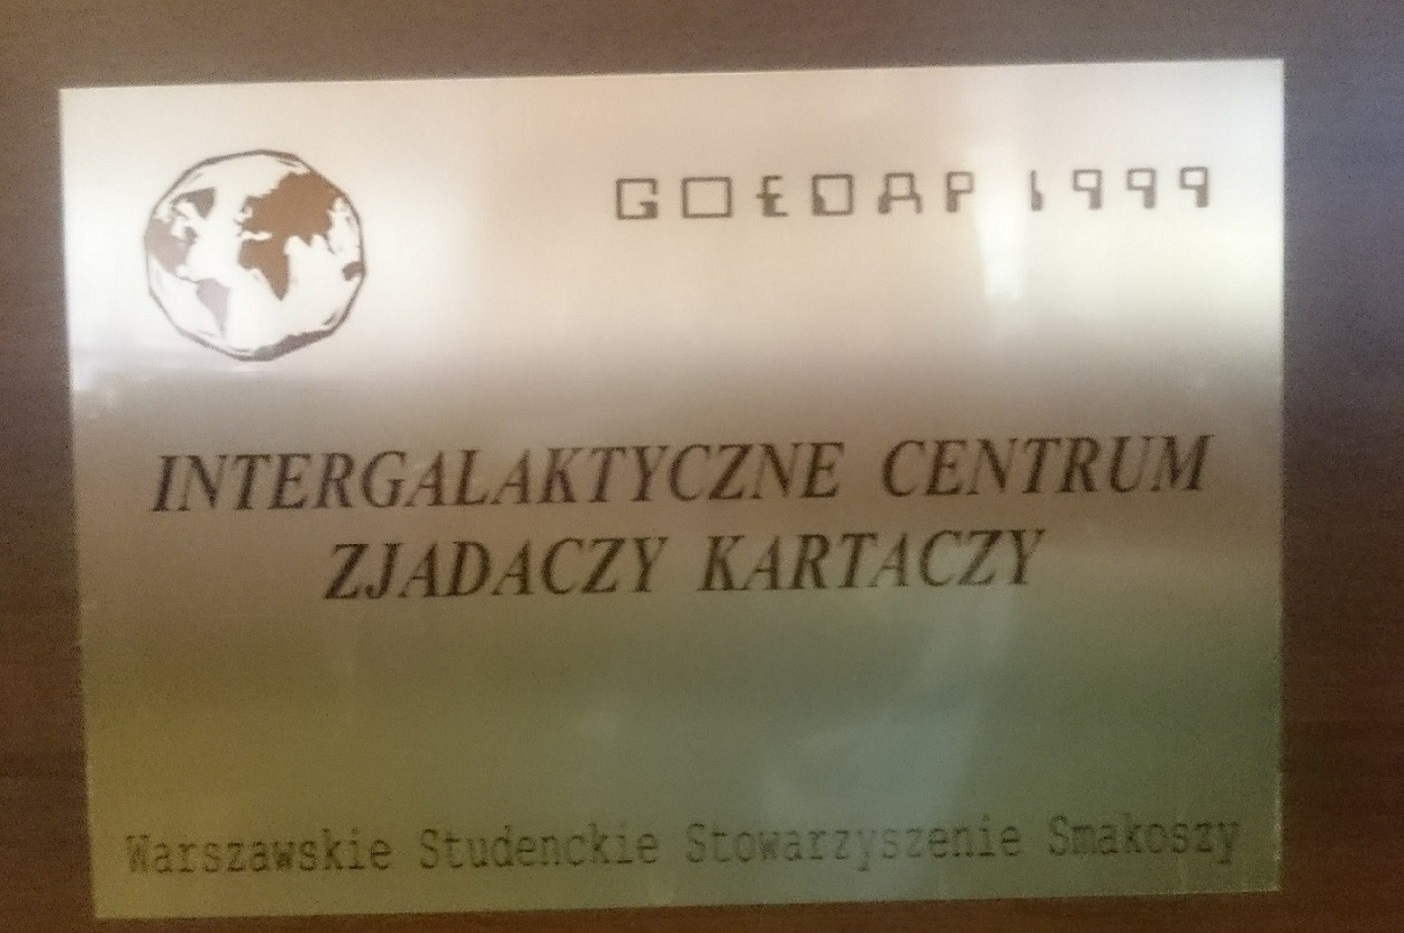 GOŁDAP 1999
INTERGALAKTYCZNE CENTRUM
ZJADACZY KARTACZY
Warszawskie Studenckie Stowarzyszenie Smakoszy